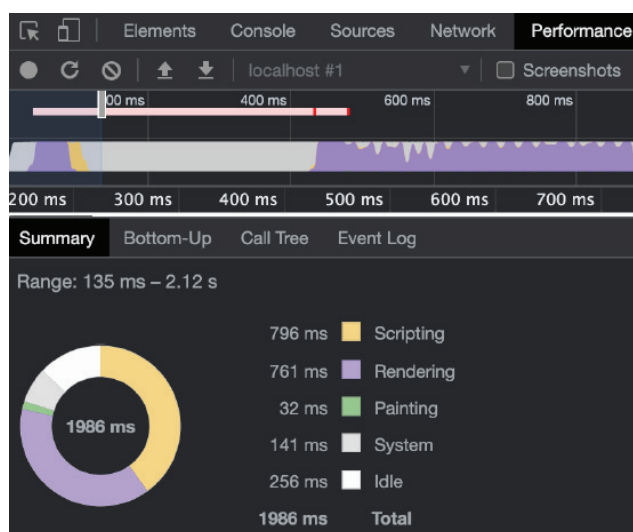 Elements Console Sources Network Performance
localhost #1 Screenshots
00 ms 400 ms 600 ms 800 ms
200 ms 300 ms 400 ms 500 ms 600 ms 700 ms
Summary Bottom-Up Call Tree Event Log
Range: 135 ms – 2.12 s
796 ms Scripting
761 ms Rendering
32 ms Painting
1986 ms
141 ms System
256 ms Idle
1986 ms Total